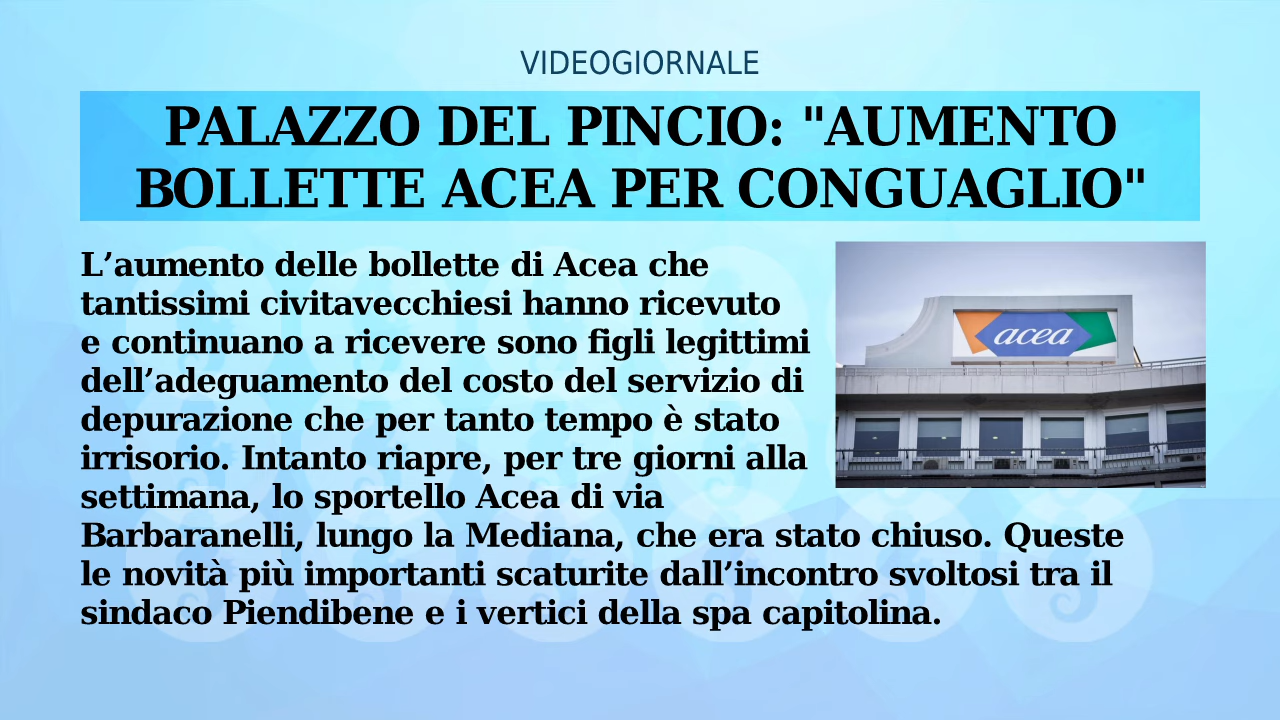 VIDEOGIORNALE
PALAZZO DEL PINCIO: "AUMENTO
BOLLETTE ACEA PER CONGUAGLIO"
L’aumento delle bollette di Acea che
tantissimi civitavecchiesi hanno ricevuto
e continuano a ricevere sono figli legittimi
dell’adeguamento del costo del servizio di
depurazione che per tanto tempo è stato
irrisorio. Intanto riapre, per tre giorni alla
settimana, lo sportello Acea di via
Barbaranelli, lungo la Mediana, che era stato chiuso. Queste
le novità più importanti scaturite dall’incontro svoltosi tra il
sindaco Piendibene e i vertici della spa capitolina.
acea